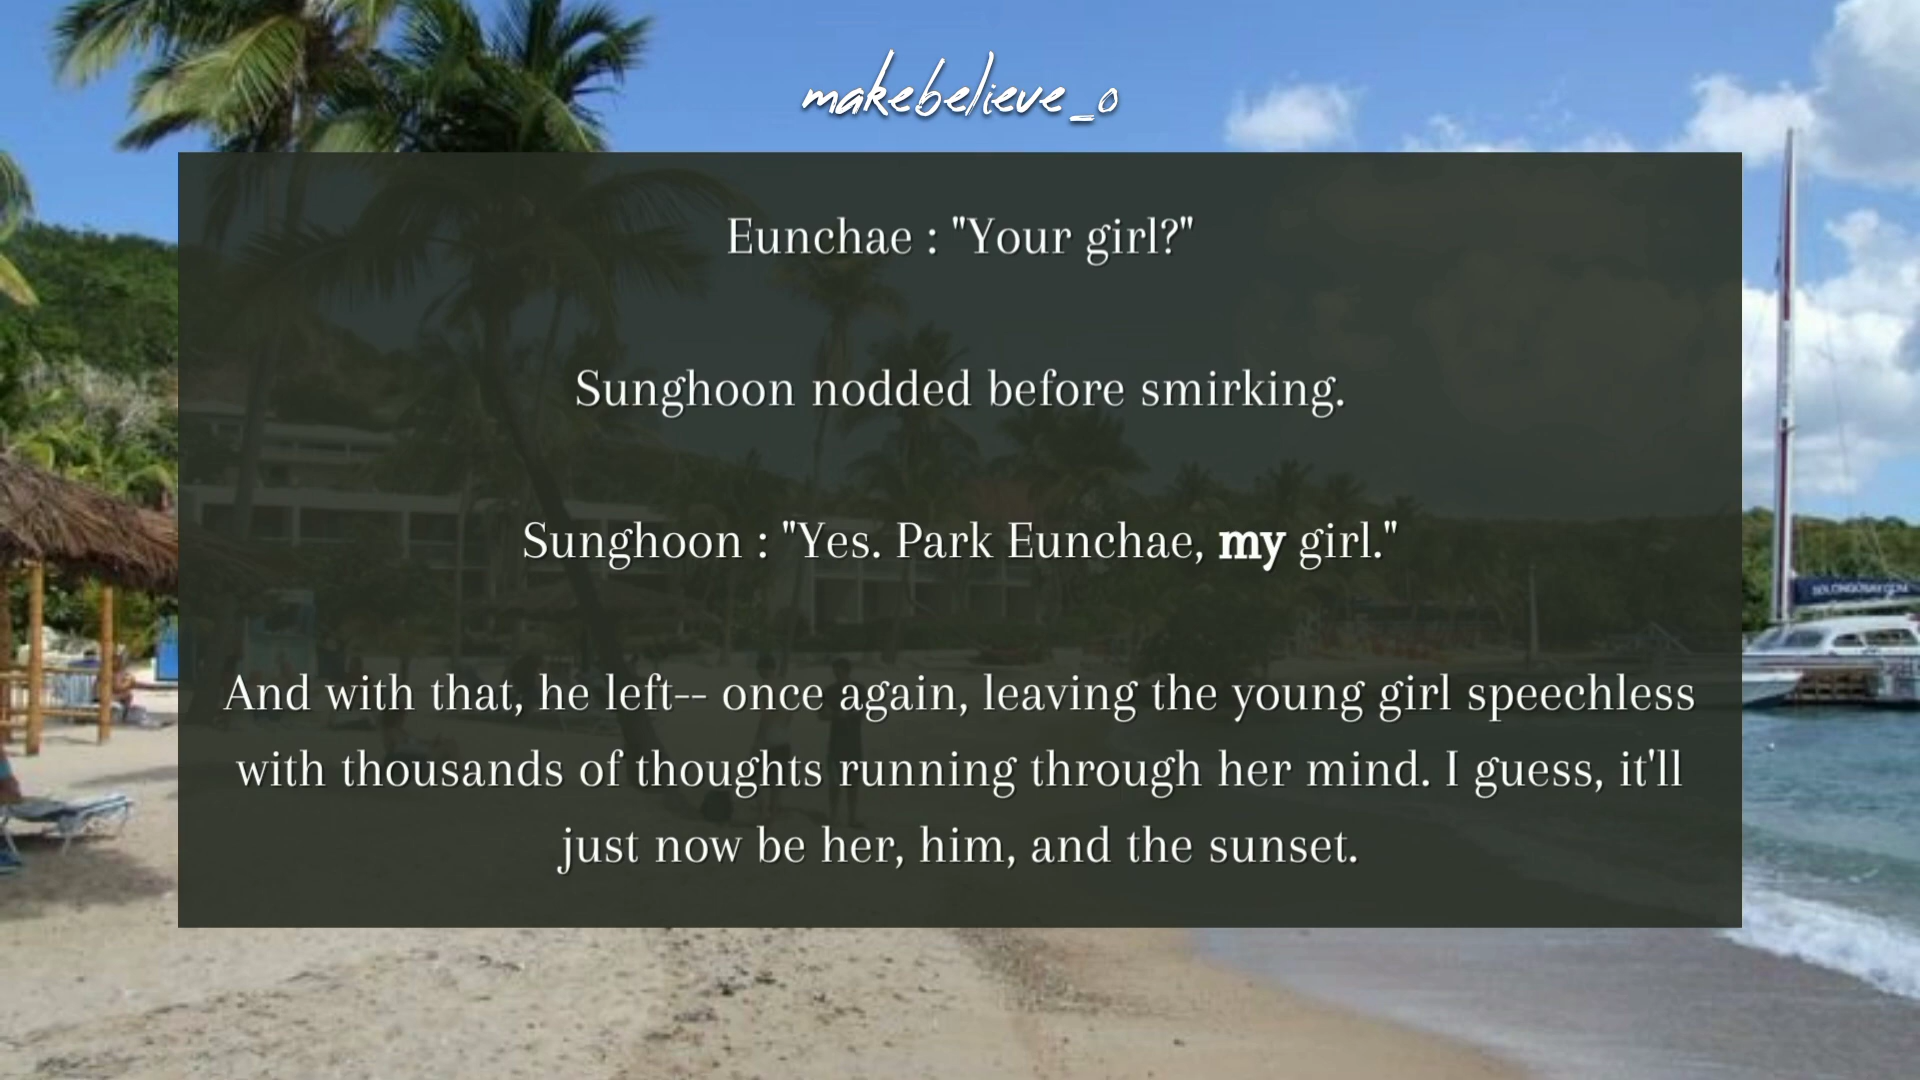 makebelieve_o
Eunchae : "Your girl?"
Sunghoon nodded before smirking.
Sunghoon : "Yes. Park Eunchae, my girl."
And with that, he left-- once again, leaving the young girl speechless
with thousands of thoughts running through her mind. I guess, it'll
just now be her, him, and the sunset.